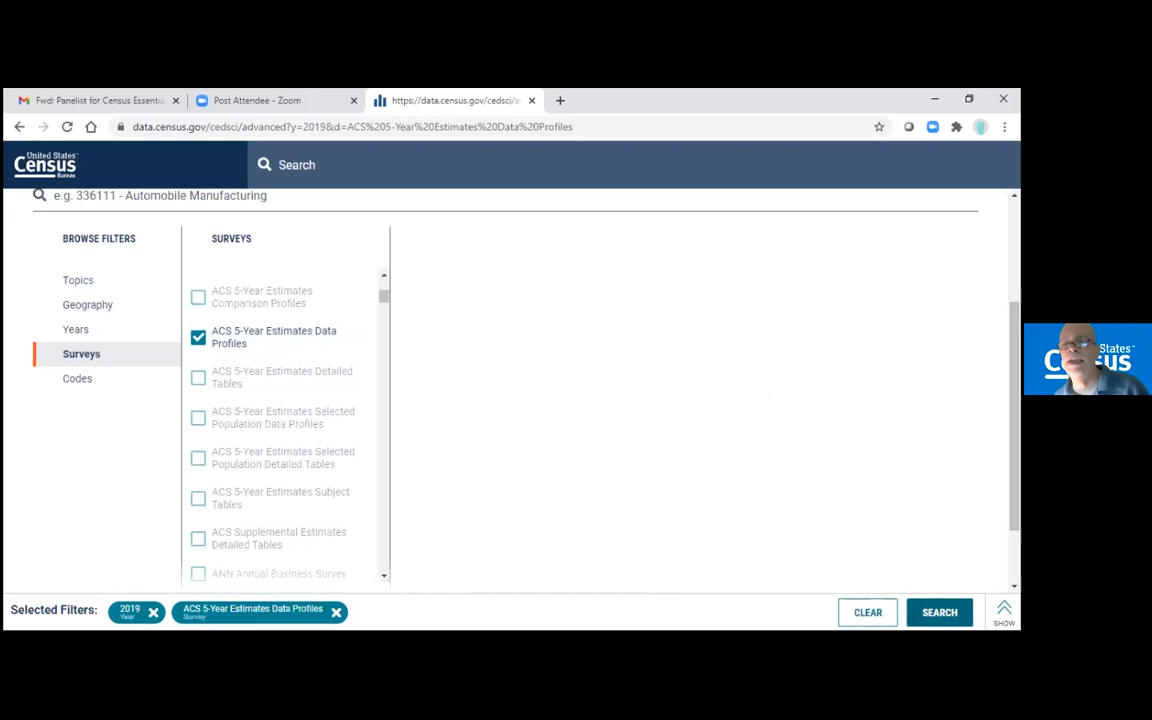 Fwd: Panelist for Census Essentia
Post Attendee - Zoom
https://data.census.gov/cedsci/a
data.census.gov/cedsci/advanced?y=2019&d=ACS%205-Year%20Estimates%20Data%20Profiles
United States
Census
Bureau
Search
e.g. 336111 - Automobile Manufacturing
BROWSE FILTERS
Topics
Geography
Years
Surveys
Codes
SURVEYS
ACS 5-Year Estimates
Comparison Profiles
ACS 5-Year Estimates Data
Profiles
ACS 5-Year Estimates Detailed
Tables
ACS 5-Year Estimates Selected
Population Data Profiles
ACS 5-Year Estimates Selected
Population Detailed Tables
ACS 5-Year Estimates Subject
Tables
ACS Supplemental Estimates
Detailed Tables
ANN Annual Business Survey
Selected Filters:
2019
Year
ACS 5-Year Estimates Data Profiles
Survey
CLEAR
SEARCH
SHOW